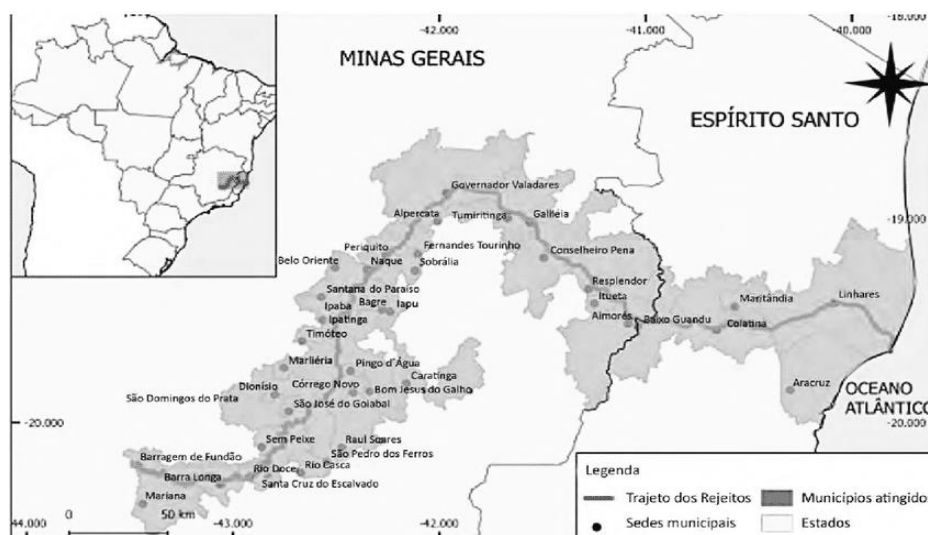 -42.000
-41.000
-40.000
MINAS GERAIS
ESPÍRITO SANTO
Governador Valadares
-19.000
Alpercata
Tumiritinga
Galiléia
Periquito
Fernandes Tourinho
Conselheiro Pena
Belo Oriente
Naque
Sobrália
Santana do Paraíso
Resplendor
Linhares
Ipaba
Bagre
Iapu
Itueta
Marilândia
Ipatinga
Aimorés
Baixo Guandu
Colatina
Timóteo
Marliéria
Pingo d'Água
Caratinga
Dionísio
Córrego Novo
Bom Jesus do Galho
Aracruz
OCEANO
ATLÂNTICO
São Domingos do Prata
São José do Goiabal
-20.000
-20.000
Sem Peixe
Raul Soares
Barragem de Fundão
São Pedro dos Ferros
Rio Doce
Rio Casca
Barra Longa
Santa Cruz do Escalvado
Mariana
Legenda
Trajeto dos Rejeitos
Municípios atingido
Sedes municipais
Estados
0
50 km
44.000
-43.000
-42.000